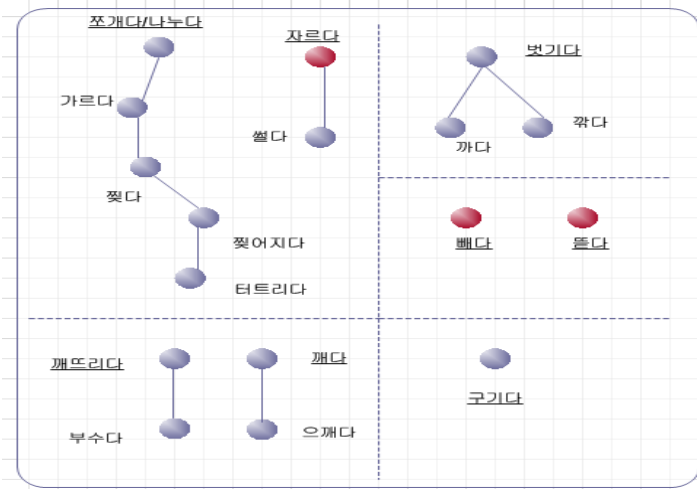 쪼개다/나누다
자르다
벗기다
가르다
썰다
까다
깎다
찢다
찢어지다
터트리다
빼다
뜯다
깨뜨리다
깨다
부수다
으깨다
구기다